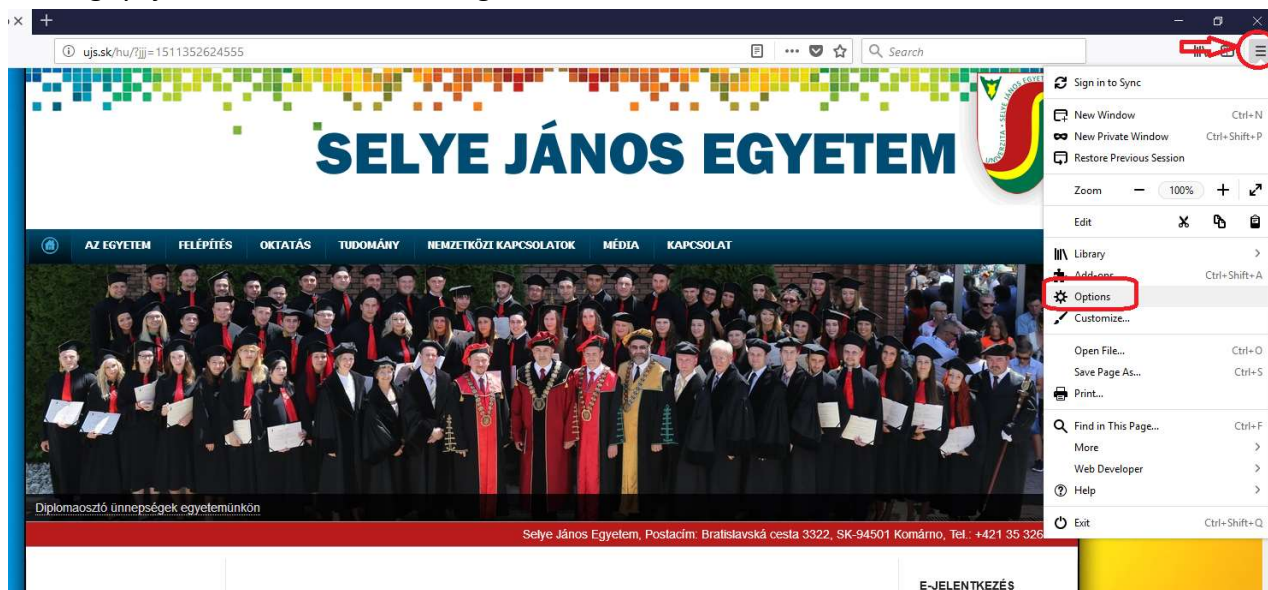 ujs.sk/hu/?jjj=1511352624555
Search
SELYE JÁNOS EGYETEM
AZ EGYETEM FELÉPÍTÉS OKTATÁS TUDOMÁNY NEMZETKÖZI KAPCSOLATOK MÉDIA KAPCSOLAT
Diplomaosztó ünnepségek egyetemünkön
Selye János Egyetem, Postacím: Bratislavská cesta 3322, SK-94501 Komárno, Tel.: +421 35 326
E-JELENTKEZÉS
Sign in to Sync
New Window Ctrl+N
New Private Window Ctrl+Shift+P
Restore Previous Session
Zoom 100%
Edit
Library
Add-ons Ctrl+Shift+A
Options
Customize...
Open File... Ctrl+O
Save Page As... Ctrl+S
Print...
Find in This Page... Ctrl+F
More
Web Developer
Help
Exit Ctrl+Shift+Q